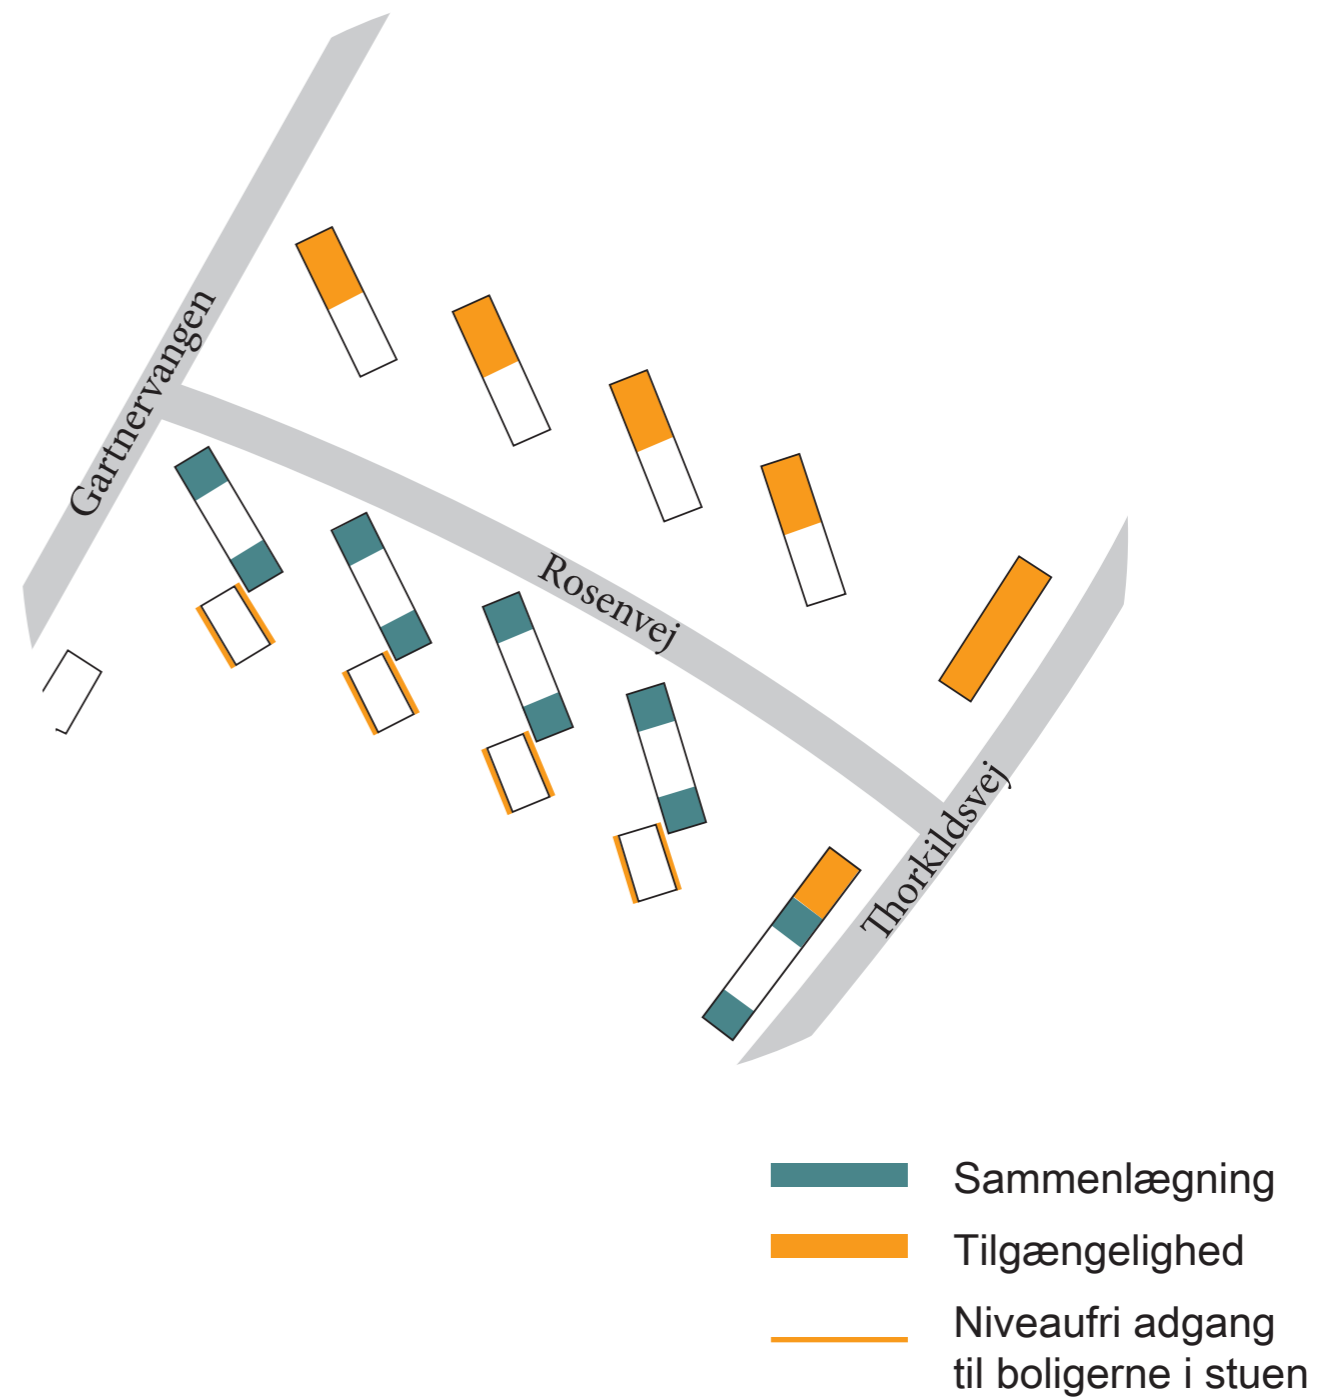 Gartnervangen
Rosenvej
Thorkildsvej
Sammenlægning
Tilgængelighed
Niveaufri adgang
til boligerne i stuen